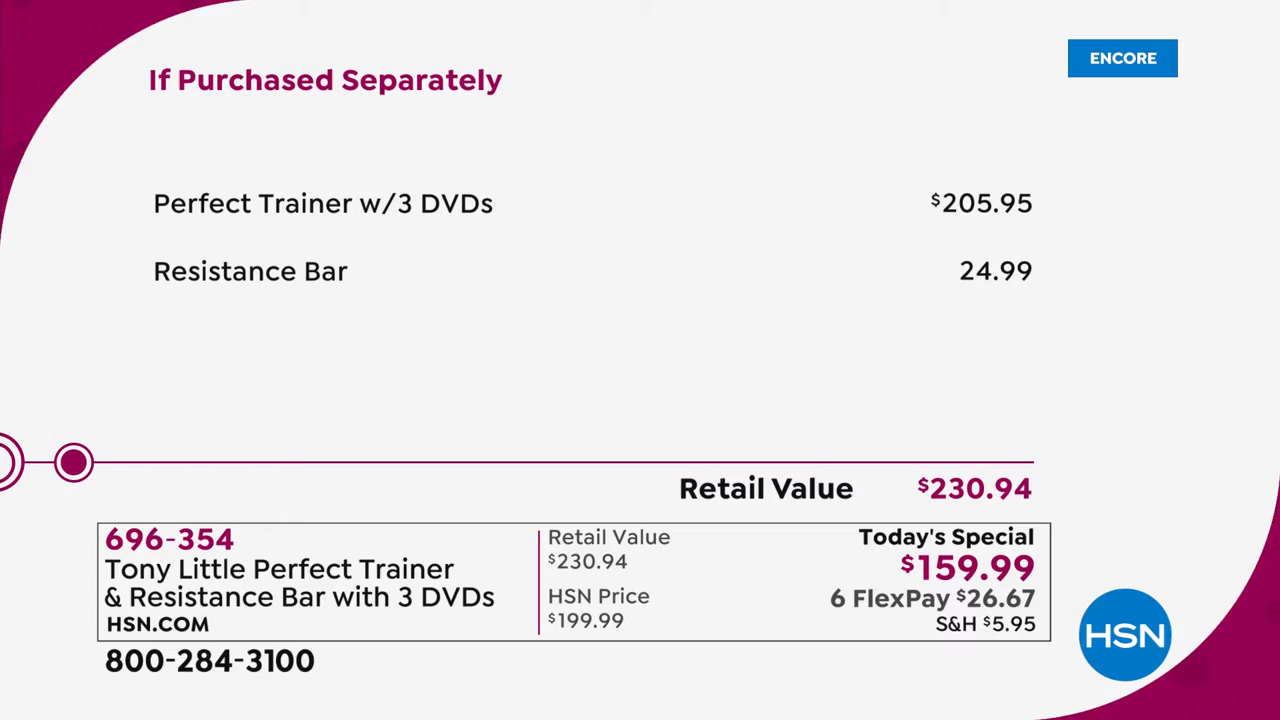 ENCORE
If Purchased Separately
Perfect Trainer w/3 DVDs $205.95
Resistance Bar 24.99
Retail Value $230.94
696-354
Tony Little Perfect Trainer
& Resistance Bar with 3 DVDs
HSN.COM
Retail Value
$230.94
HSN Price
$199.99
Today's Special
$159.99
6 FlexPay $26.67
S&H $5.95
800-284-3100
HSN